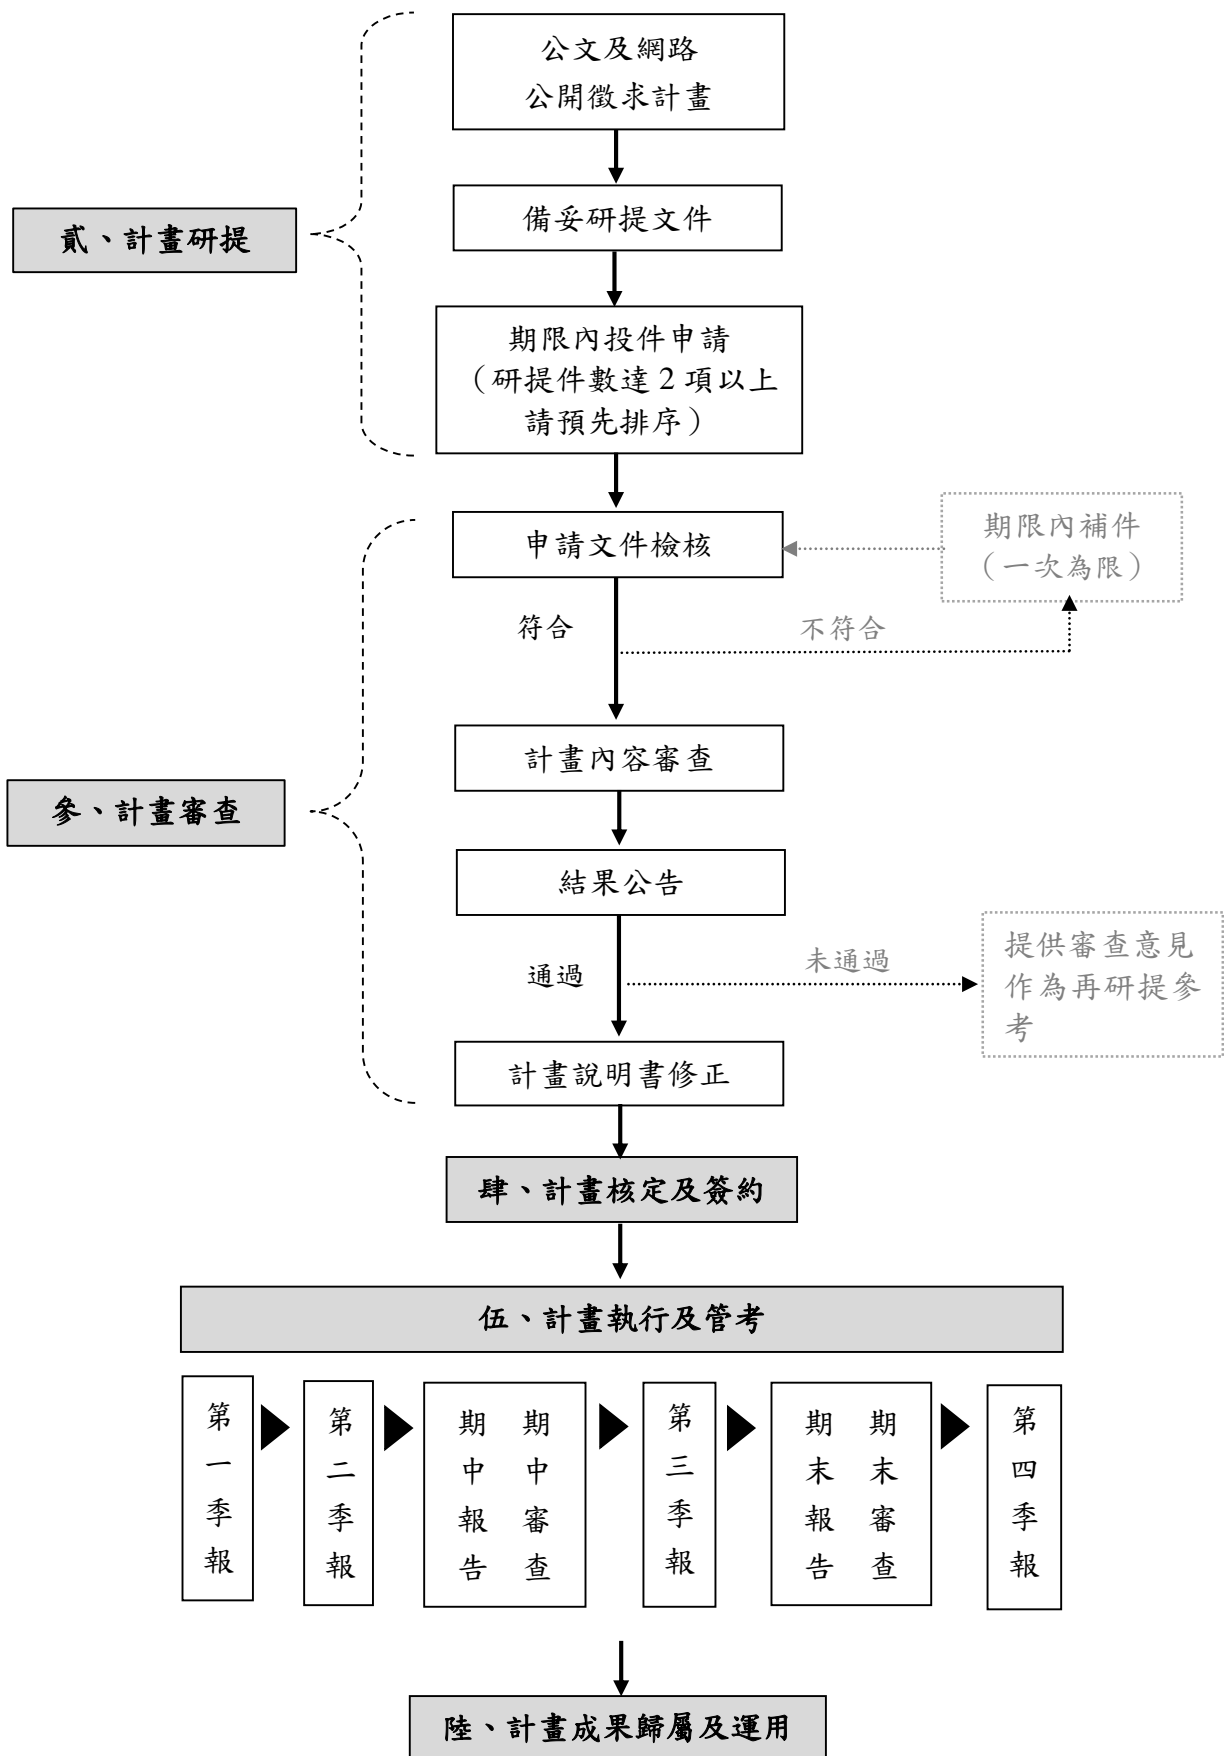 公文及網路
公開徵求計畫
備妥研提文件
貳、計畫研提
期限內投件申請
（研提件數達 2 項以上
請預先排序）
申請文件檢核
期限內補件
（一次為限）
符合
不符合
計畫內容審查
參、計畫審查
結果公告
通過
未通過
提供審查意見
作為再研提參
考
計畫說明書修正
肆、計畫核定及簽約
伍、計畫執行及管考
第一季報
第二季報
期中報告
期中審查
第三季報
期末報告
期末審查
第四季報
陸、計畫成果歸屬及運用